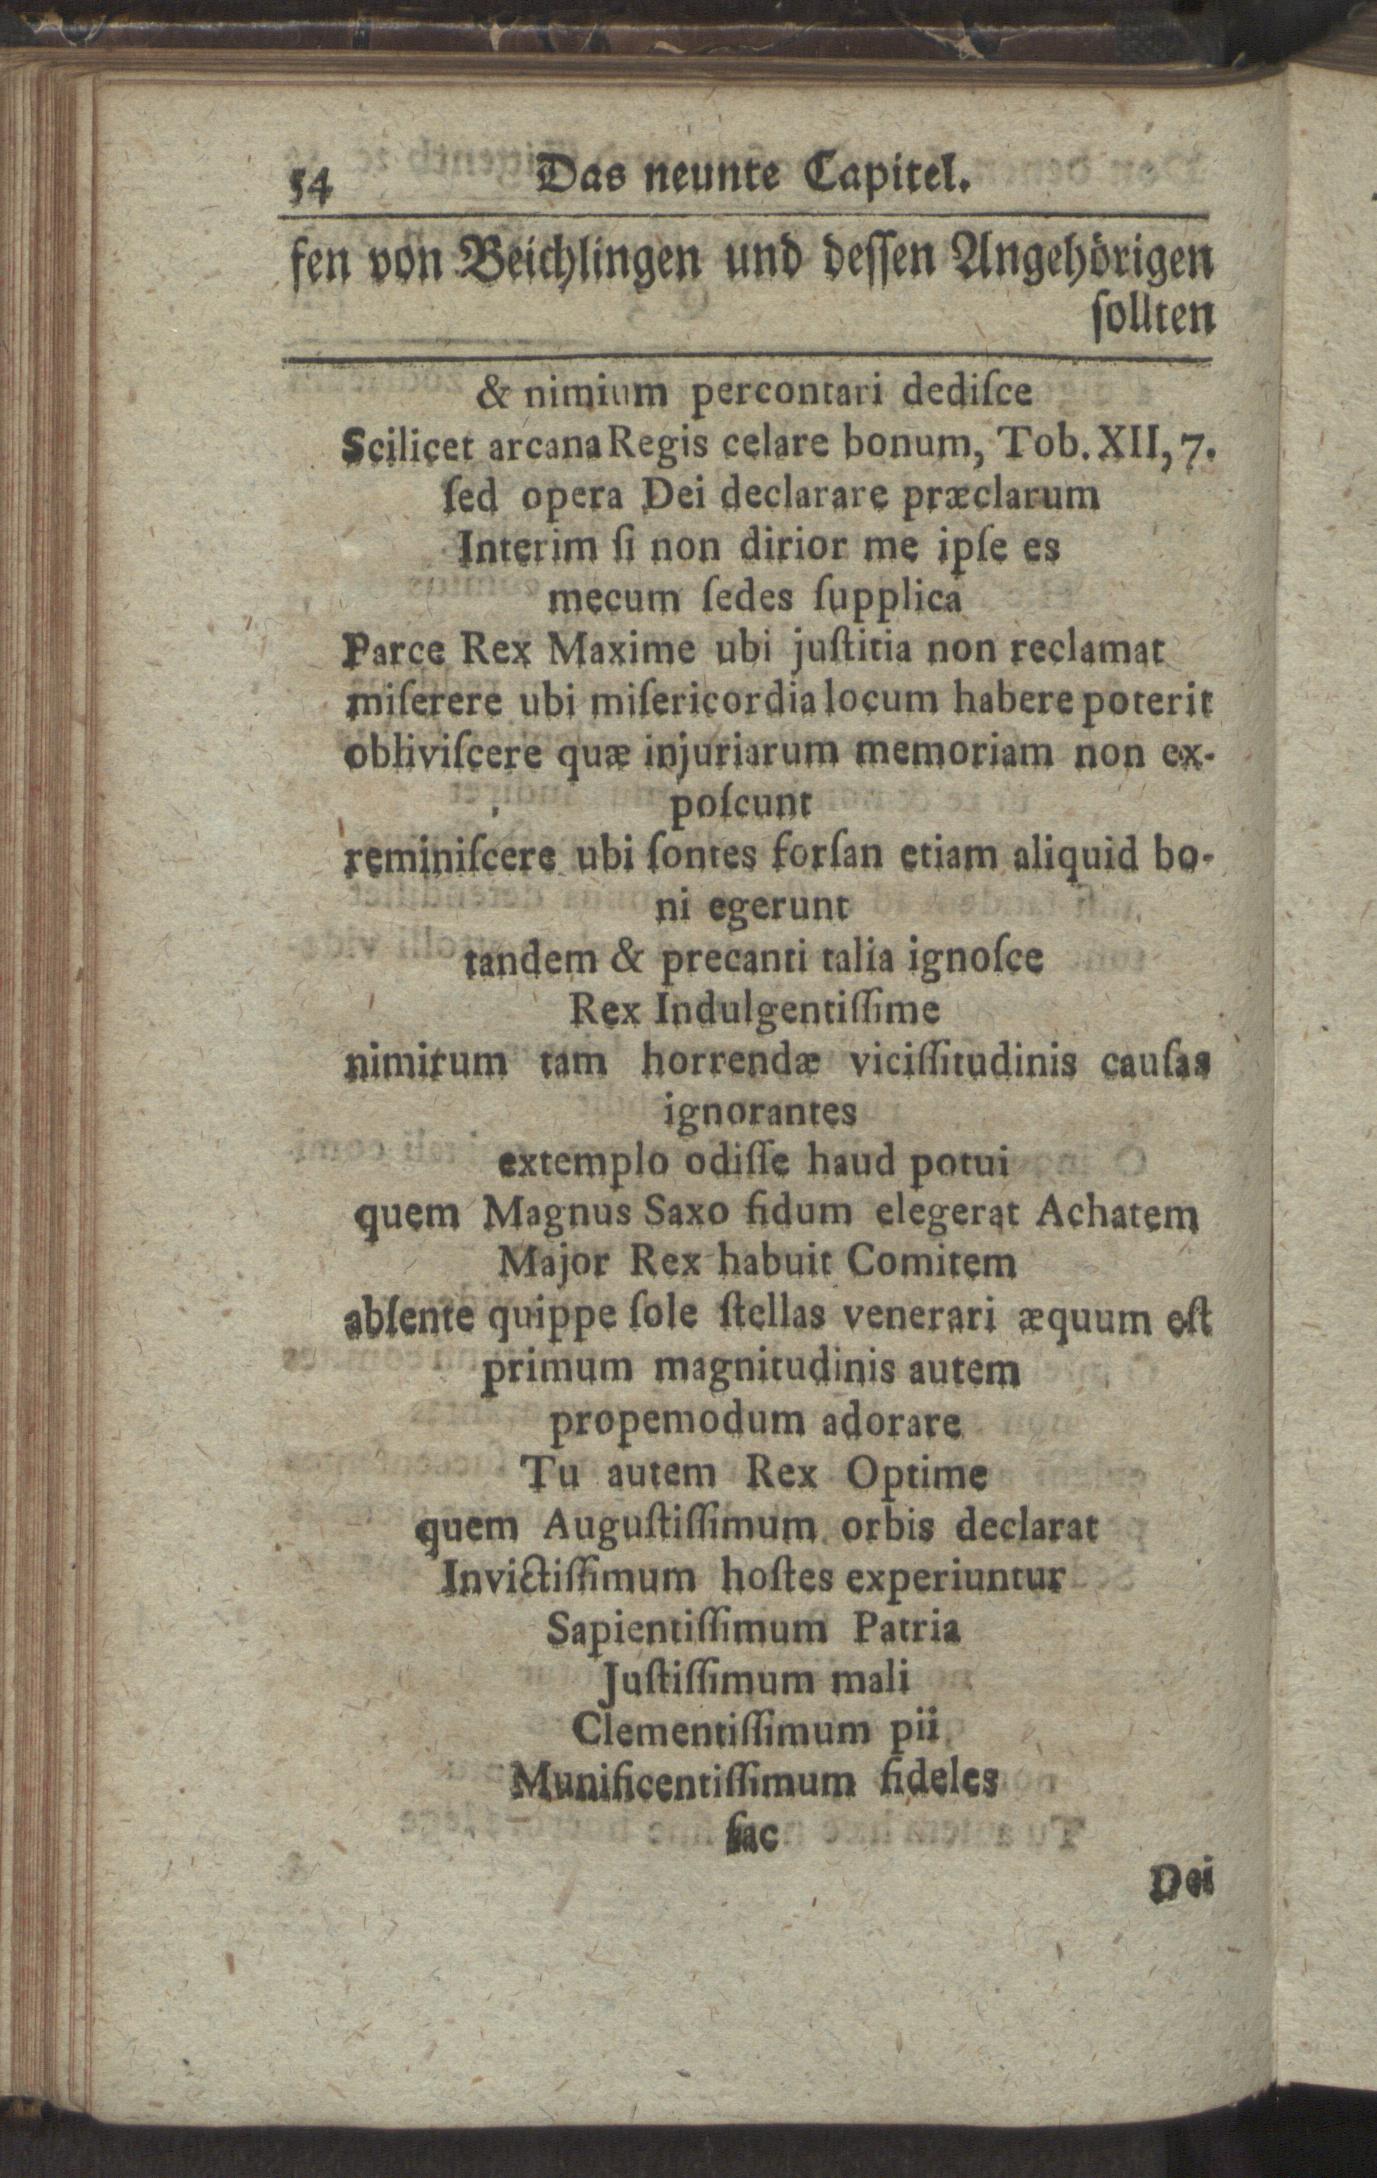 54 Das neunte Capitel.
fen von Beichlingen und deſſen Angehörigen
ſollten
& nimium percontari dediſce
Scilicet arcana Regis celare bonum, Tob. XII, 7.
ſed opera Dei declarare præclarum
Interim ſi non dirior me ipſe es
mecum ſedes ſupplica
Parce Rex Maxime ubi juſtitia non reclamat
miſerere ubi miſericordia locum habere poterit
obliviſcere quæ injuriarum memoriam non ex-
poſcunt
reminiſcere ubi ſontes forſan etiam aliquid bo-
ni egerunt
tandem & precanti talia ignoſce
Rex Indulgentiſſime
nimirum tam horrendæ viciſſitudinis cauſas
ignorantes
extemplo odiſſe haud potui
quem Magnus Saxo fidum elegerat Achatem
Major Rex habuit Comitem
abſente quippe ſole ſtellas venerari æquum eſt
primum magnitudinis autem
propemodum adorare
Tu autem Rex Optime
quem Auguſtiſſimum orbis declarat
Invictiſſimum hoſtes experiuntur
Sapientiſſimum Patria
Juſtiſſimum mali
Clementiſſimum pii
Munificentiſſimum fideles
fac
Dei